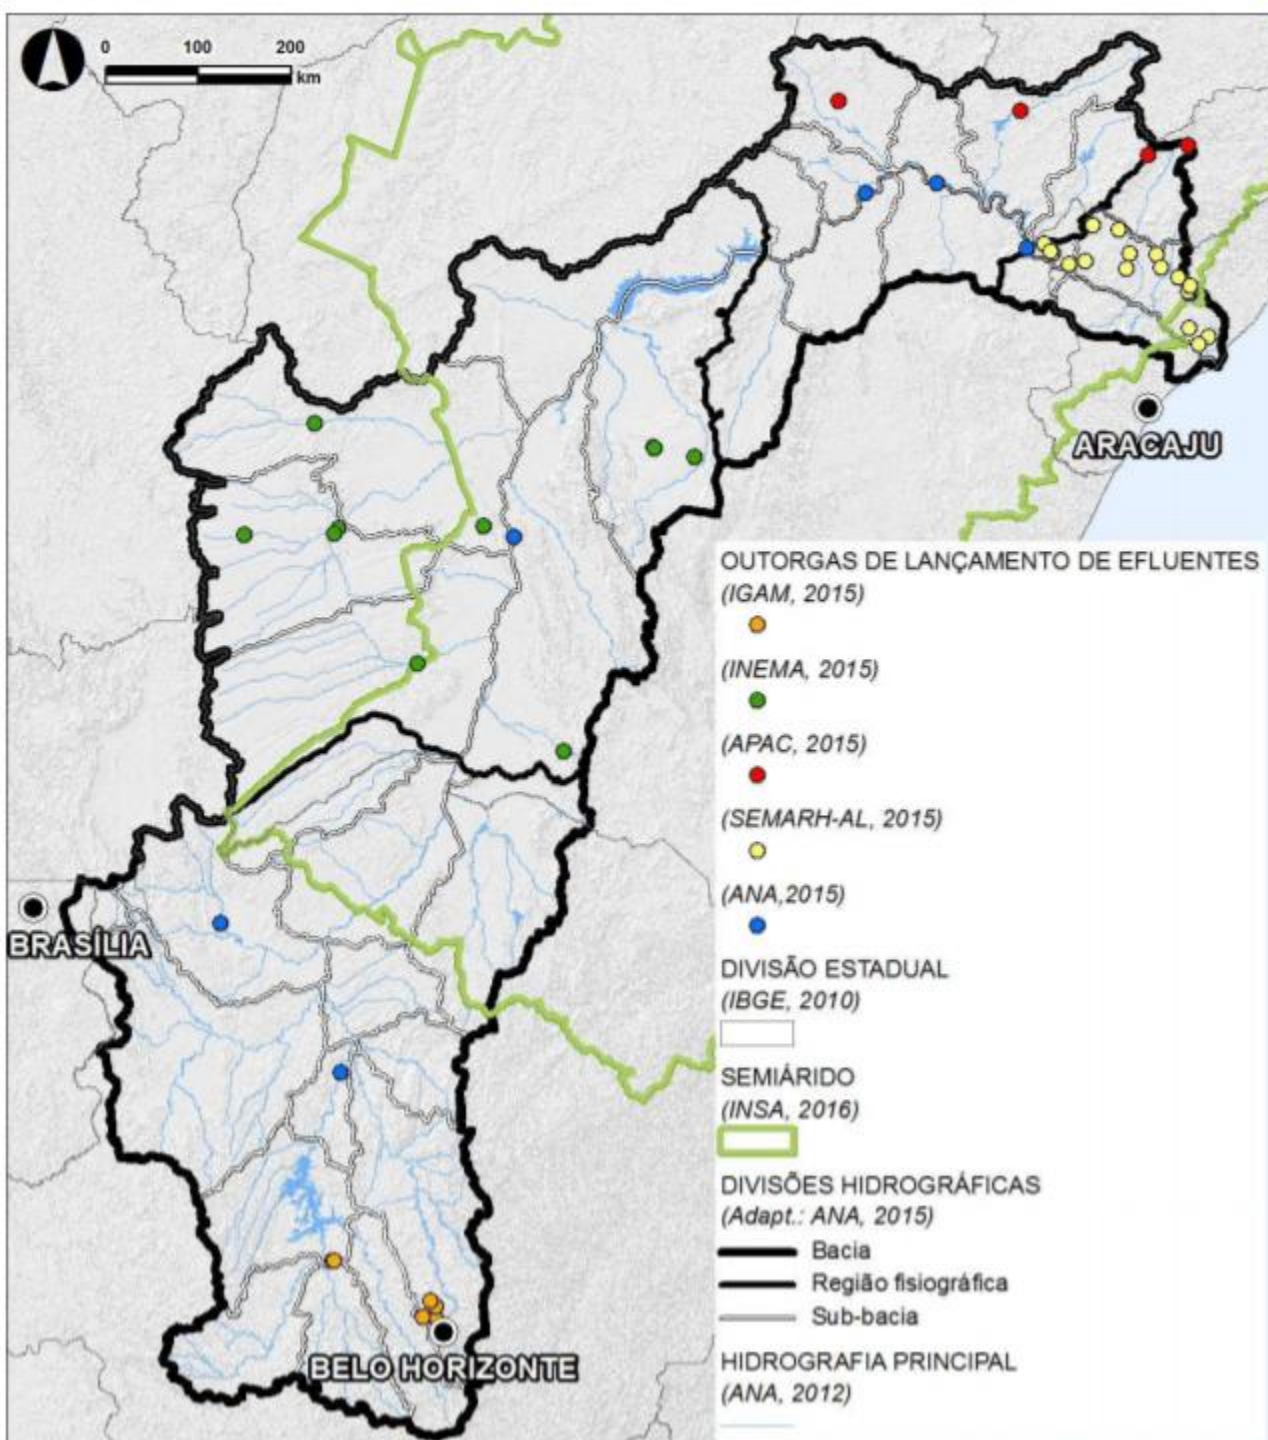 0 100 200
km
ARACAJU
OUTORGAS DE LANÇAMENTO DE EFLUENTES
(IGAM, 2015)
(INEMA, 2015)
(APAC, 2015)
(SEMARH-AL, 2015)
(ANA,2015)
BRASÍLIA
DIVISÃO ESTADUAL
(IBGE, 2010)
SEMIÁRIDO
(INSA, 2016)
DIVISÕES HIDROGRÁFICAS
(Adapt.: ANA, 2015)
Bacia
Região fisiográfica
Sub-bacia
BELO HORIZONTE
HIDROGRAFIA PRINCIPAL
(ANA, 2012)